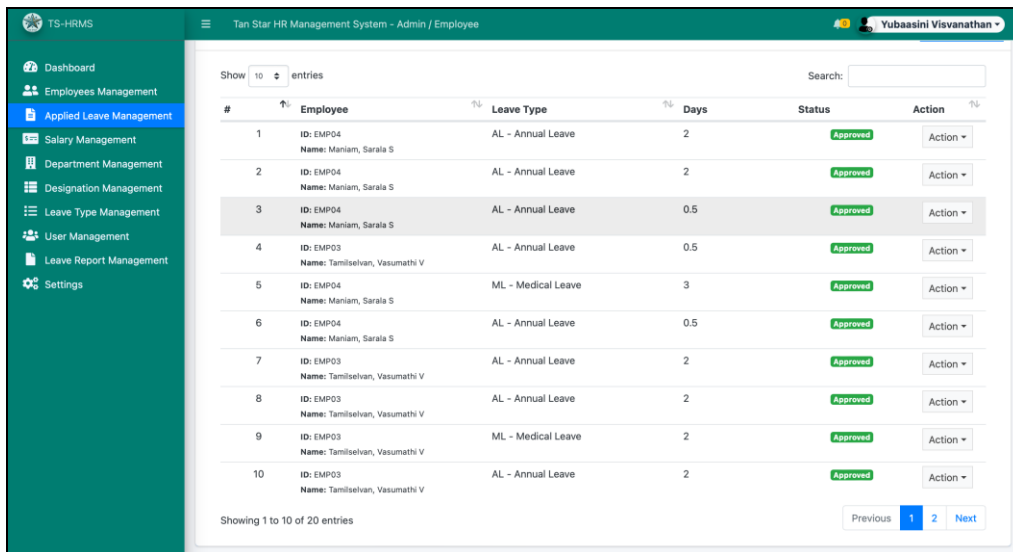 TS-HRMS
Tan Star HR Management System - Admin / Employee
0
Yubaasini Visvanathan
Dashboard
Employees Management
Applied Leave Management
Salary Management
Department Management
Designation Management
Leave Type Management
User Management
Leave Report Management
Settings
Show 10 entries
Search:
# Employee Leave Type Days Status Action
1 ID: EMP04 AL - Annual Leave 2 Approved Action
Name: Maniam, Sarala S
2 ID: EMP04 AL - Annual Leave 2 Approved Action
Name: Maniam, Sarala S
3 ID: EMP04 AL - Annual Leave 0.5 Approved Action
Name: Maniam, Sarala S
4 ID: EMP03 AL - Annual Leave 0.5 Approved Action
Name: Tamilselvan, Vasumathi V
5 ID: EMP04 ML - Medical Leave 3 Approved Action
Name: Maniam, Sarala S
6 ID: EMP04 AL - Annual Leave 0.5 Approved Action
Name: Maniam, Sarala S
7 ID: EMP03 AL - Annual Leave 2 Approved Action
Name: Tamilselvan, Vasumathi V
8 ID: EMP03 AL - Annual Leave 2 Approved Action
Name: Tamilselvan, Vasumathi V
9 ID: EMP03 ML - Medical Leave 2 Approved Action
Name: Tamilselvan, Vasumathi V
10 ID: EMP03 AL - Annual Leave 2 Approved Action
Name: Tamilselvan, Vasumathi V
Showing 1 to 10 of 20 entries
Previous 1 2 Next